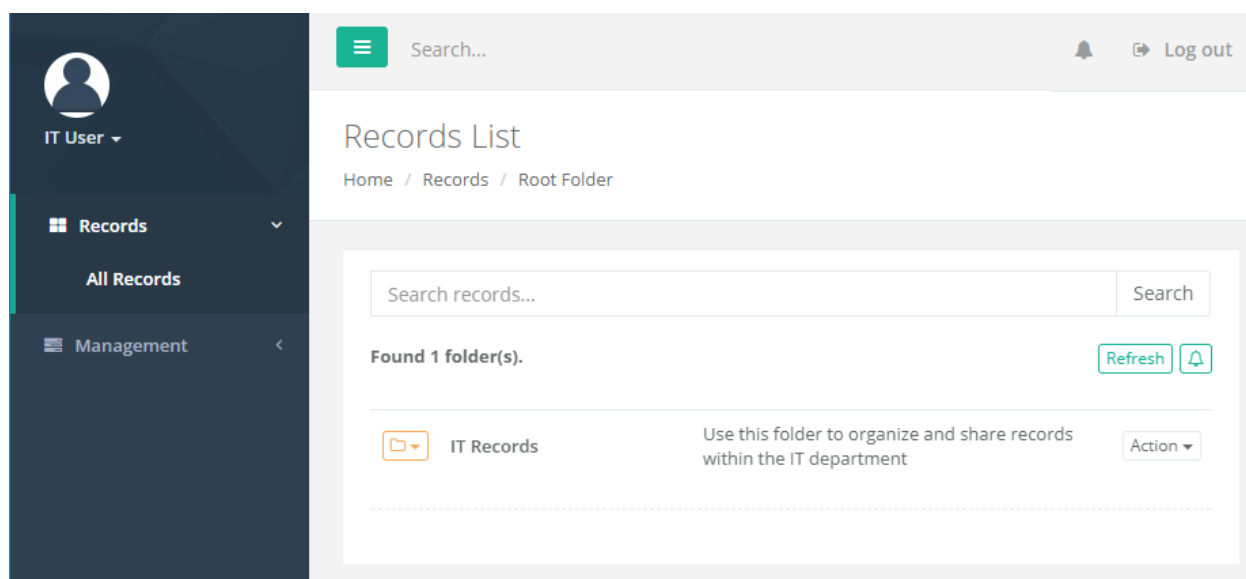 IT User
Records
All Records
Management
Search...
Log out
Records List
Home / Records / Root Folder
Search records...
Search
Found 1 folder(s).
Refresh
IT Records
Use this folder to organize and share records
within the IT department
Action